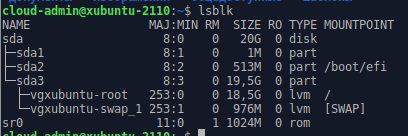 cloud-admin@xubuntu-2110:~$ lsblk
NAME MAJ:MIN RM SIZE RO TYPE MOUNTPOINT
sda 8:0 0 20G 0 disk
├─sda1 8:1 0 1M 0 part
├─sda2 8:2 0 513M 0 part /boot/efi
└─sda3 8:3 0 19,5G 0 part
├─vgxubuntu-root 253:0 0 18,5G 0 lvm /
└─vgxubuntu-swap_1 253:1 0 976M 0 lvm [SWAP]
sr0 11:0 1 1024M 0 rom
cloud-admin@xubuntu-2110:~$